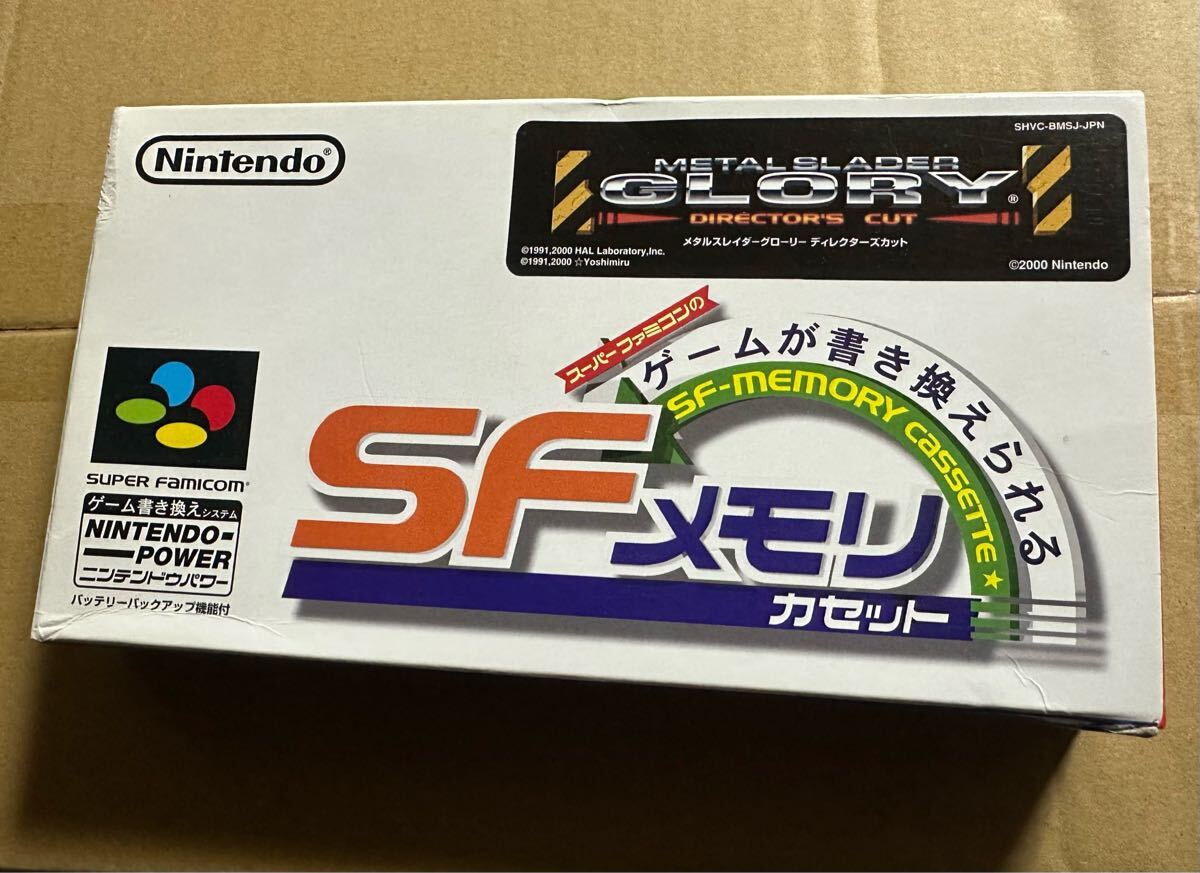 Nintendo®
SHVC-BMSJ-JPN
METAL SLADER
GLORY®
DIRECTOR'S CUT
メタルスレイダーグローリー ディレクターズカット
©1991,2000 HAL Laboratory,Inc.
©1991,2000 ☆Yoshimiru
©2000 Nintendo
スーパーファミコンの
ゲームが書き換えられる
SF-MEMORY CASSETTE★
SFメモリ
カセット
SUPER FAMICOM®
ゲーム書き換えシステム
NINTENDO-
POWER
ニンテンドウパワー
バッテリーバックアップ機能付